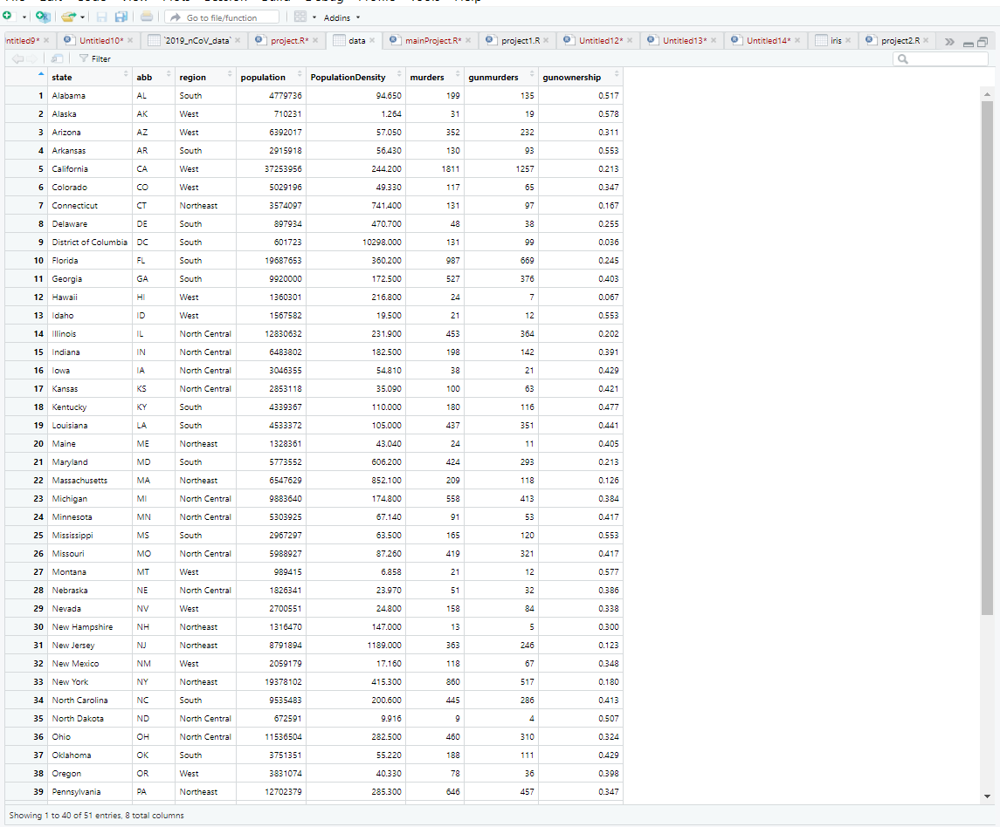 Go to file/function Addins
ntitled9* × Untitled10* × `2019_nCoV_data` × project.R* × data × mainProject.R* × project1.R × Untitled12* × Untitled13* × Untitled14* × iris × project2.R ×
Filter
state abb region population PopulationDensity murders gunmurders gunownership
1 Alabama AL South 4779736 94.650 199 135 0.517
2 Alaska AK West 710231 1.264 31 19 0.578
3 Arizona AZ West 6392017 57.050 352 232 0.311
4 Arkansas AR South 2915918 56.430 130 93 0.553
5 California CA West 37253956 244.200 1811 1257 0.213
6 Colorado CO West 5029196 49.330 117 65 0.347
7 Connecticut CT Northeast 3574097 741.400 131 97 0.167
8 Delaware DE South 897934 470.700 48 38 0.255
9 District of Columbia DC South 601723 10298.000 131 99 0.036
10 Florida FL South 19687653 360.200 987 669 0.245
11 Georgia GA South 9920000 172.500 527 376 0.403
12 Hawaii HI West 1360301 216.800 24 7 0.067
13 Idaho ID West 1567582 19.500 21 12 0.553
14 Illinois IL North Central 12830632 231.900 453 364 0.202
15 Indiana IN North Central 6483802 182.500 198 142 0.391
16 Iowa IA North Central 3046355 54.810 38 21 0.429
17 Kansas KS North Central 2853118 35.090 100 63 0.421
18 Kentucky KY South 4339367 110.000 180 116 0.477
19 Louisiana LA South 4533372 105.000 437 351 0.441
20 Maine ME Northeast 1328361 43.040 24 11 0.405
21 Maryland MD South 5773552 606.200 424 293 0.213
22 Massachusetts MA Northeast 6547629 852.100 209 118 0.126
23 Michigan MI North Central 9883640 174.800 558 413 0.384
24 Minnesota MN North Central 5303925 67.140 91 53 0.417
25 Mississippi MS South 2967297 63.500 165 120 0.553
26 Missouri MO North Central 5988927 87.260 419 321 0.417
27 Montana MT West 989415 6.858 21 12 0.577
28 Nebraska NE North Central 1826341 23.970 51 32 0.386
29 Nevada NV West 2700551 24.800 158 84 0.338
30 New Hampshire NH Northeast 1316470 147.000 13 5 0.300
31 New Jersey NJ Northeast 8791894 1189.000 363 246 0.123
32 New Mexico NM West 2059179 17.160 118 67 0.348
33 New York NY Northeast 19378102 415.300 860 517 0.180
34 North Carolina NC South 9535483 200.600 445 286 0.413
35 North Dakota ND North Central 672591 9.916 9 4 0.507
36 Ohio OH North Central 11536504 282.500 460 310 0.324
37 Oklahoma OK South 3751351 55.220 188 111 0.429
38 Oregon OR West 3831074 40.330 78 36 0.398
39 Pennsylvania PA Northeast 12702379 285.300 646 457 0.347
Showing 1 to 40 of 51 entries, 8 total columns